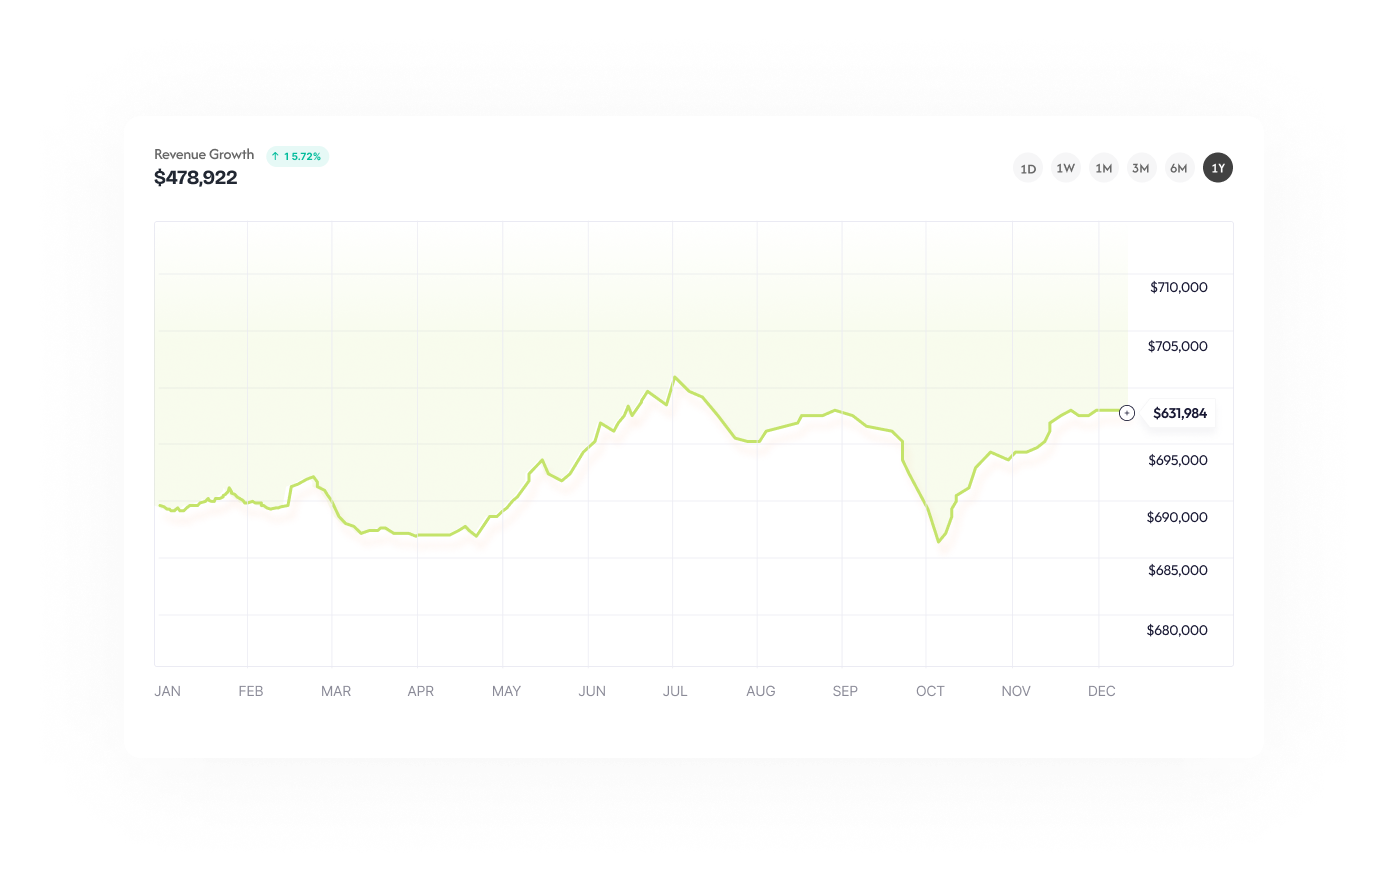 Revenue Growth ↑ 15.72%
$478,922
1D 1W 1M 3M 6M 1Y
$710,000
$705,000
$631,984
$695,000
$690,000
$685,000
$680,000
JAN FEB MAR APR MAY JUN JUL AUG SEP OCT NOV DEC